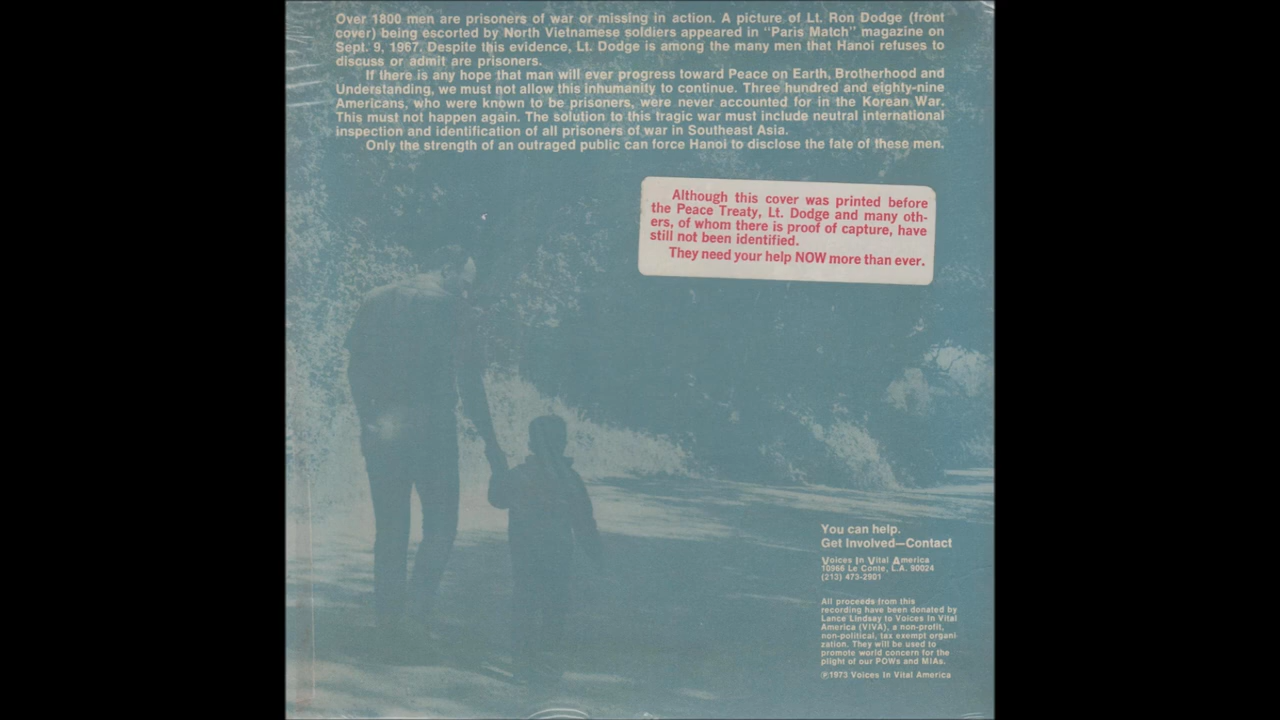 Over 1800 men are prisoners of war or missing in action. A picture of Lt. Ron Dodge (front
cover) being escorted by North Vietnamese soldiers appeared in "Paris Match" magazine on
Sept. 9, 1967. Despite this evidence, Lt. Dodge is among the many men that Hanoi refuses to
discuss or admit are prisoners.
If there is any hope that man will ever progress toward Peace on Earth, Brotherhood and
Understanding, we must not allow this inhumanity to continue. Three hundred and eighty-nine
Americans, who were known to be prisoners, were never accounted for in the Korean War.
This must not happen again. The solution to this tragic war must include neutral international
inspection and identification of all prisoners of war in Southeast Asia.
Only the strength of an outraged public can force Hanoi to disclose the fate of these men.
Although this cover was printed before
the Peace Treaty, Lt. Dodge and many oth-
ers, of whom there is proof of capture, have
still not been identified.
They need your help NOW more than ever.
You can help.
Get Involved—Contact
Voices In Vital America
10966 Le Conte, L.A. 90024
(213) 473-2901
All proceeds from this
recording have been donated by
Lance Lindsay to Voices In Vital
America (VIVA), a non-profit,
non-political, tax exempt organi
zation. They will be used to
promote world concern for the
plight of our POWs and MIAs.
℗1973 Voices In Vital America